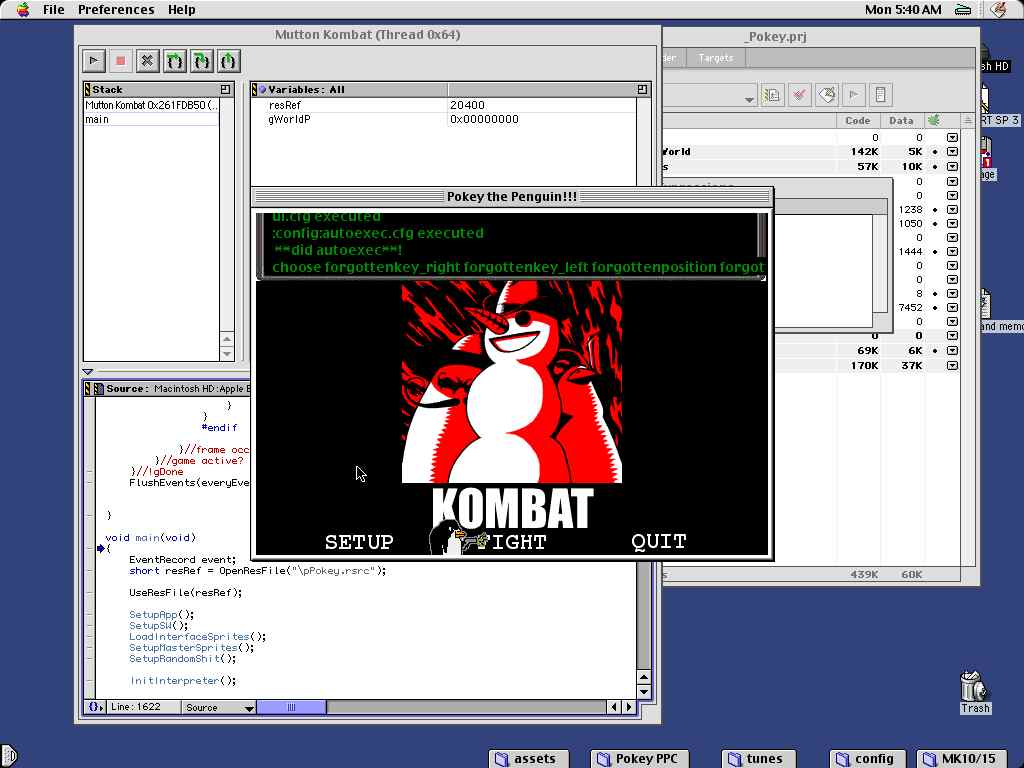 File Preferences Help
Mon 5:40 AM
Mutton Kombat (Thread 0x64)
_Pokey.prj
Targets
Stack
Variables: All
Mutton Kombat 0x261FDB50 (..
main
resRef 20400
gWorldP 0x00000000
Code Data
0 0
142K 5K
57K 10K
0
0
1238
1050
0
1444
0
0
8
7452
0
0 0
69K 6K
170K 37K
439K 60K
Pokey the Penguin!!!
ui.cfg executed
:config:autoexec.cfg executed
**did autoexec**!
choose forgottenkey_right forgottenkey_left forgottenposition forgot
KOMBAT
SETUP IGHT QUIT
Source: Macintosh HD:Apple E
}
}
#endif
}//frame occ
}//game active?
}//!gDone
FlushEvents(everyEve
}
void main(void)
{
EventRecord event;
short resRef = OpenResFile("\pPokey.rsrc");
UseResFile(resRef);
SetupApp();
SetupSW();
LoadInterfaceSprites();
SetupMasterSprites();
SetupRandomShit();
InitInterpreter();
Line: 1622 Source
sh HD
RT SP 3
age
and memo
Trash
assets
Pokey PPC
tunes
config
MK10/15